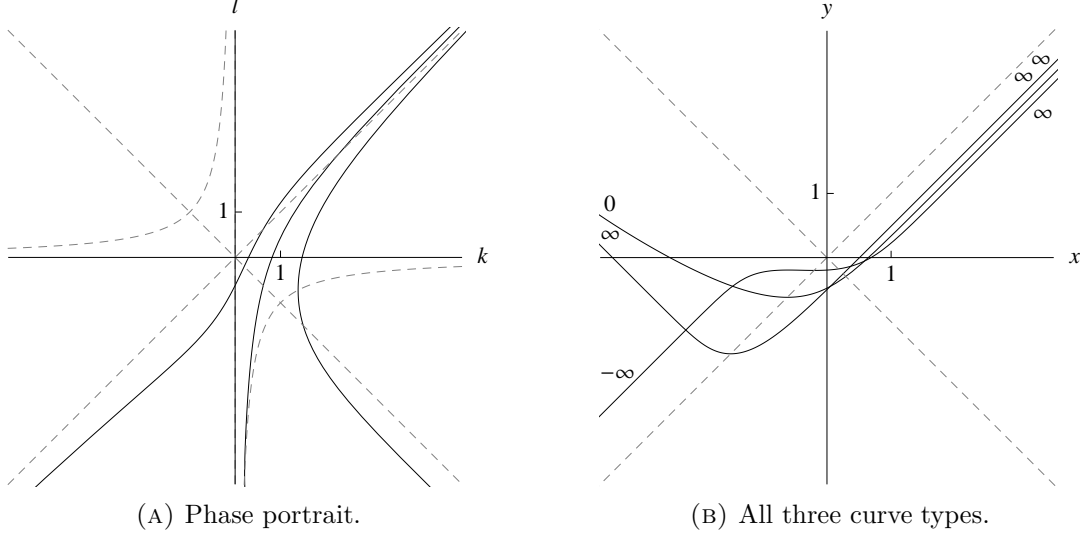 l
k
1
1
(A) Phase portrait.
y
x
1
1
0
∞
−∞
∞
∞
∞
(B) All three curve types.